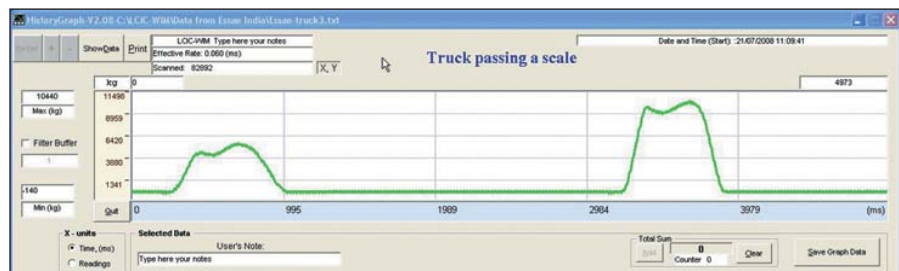 HistoryGraph-V2.08-C:\LCIC-WIM\Data from Essae India\Essae-truck3.txt
+ - ShowData Print
LOC-WIM Type here your notes
Effective Rate: 0.060 (ms)
Scanned: 82892
X, Y
Truck passing a scale
Date and Time (Start): :21/07/2008 11:09:41
kg 0 4973
10440
Max (kg)
Filter Buffer
1
-140
Min (kg)
11498
8959
6420
3880
1341
Quit 0 995 1989 2984 3979 (ms)
X - units
Time, (ms)
Readings
Selected Data
User's Note:
Type here your notes
Total Sum
Add 0 Clear
Counter 0
Save Graph Data